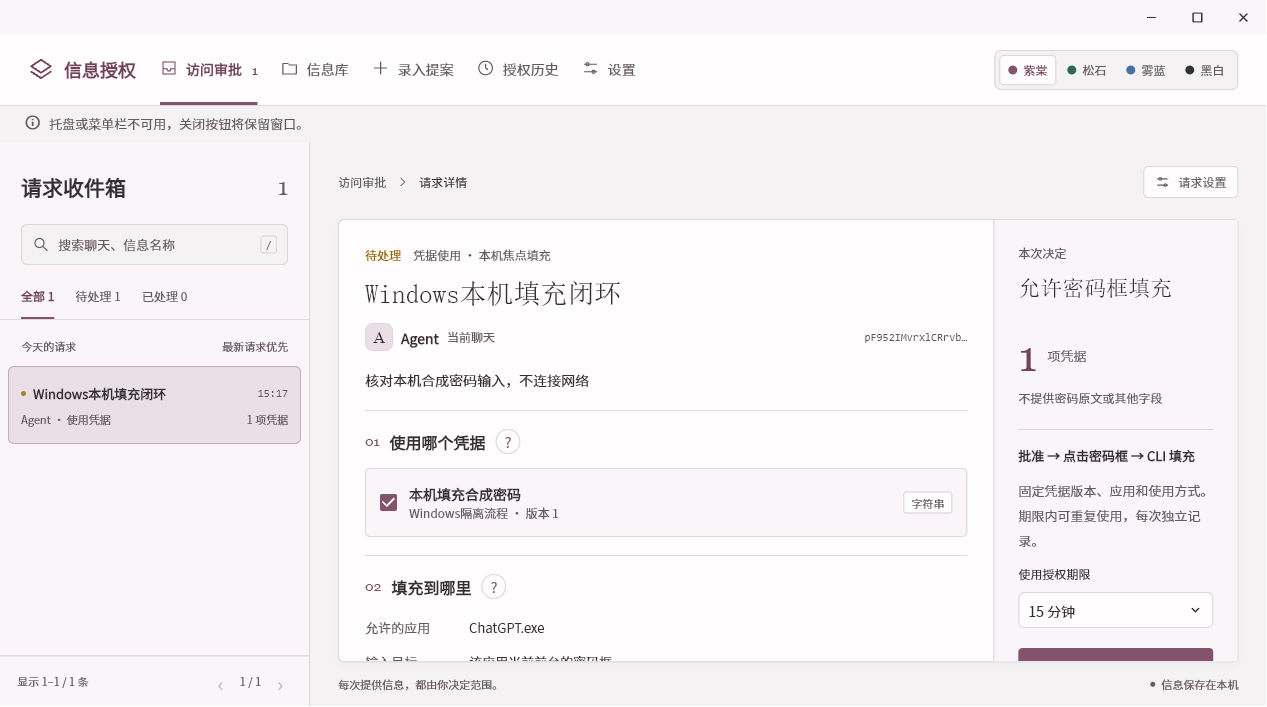 信息授权
访问审批 1
信息库
录入提案
授权历史
设置
紫棠
松石
雾蓝
黑白
托盘或菜单栏不可用，关闭按钮将保留窗口。
请求收件箱
1
搜索聊天、信息名称
/
全部 1
待处理 1
已处理 0
今天的请求
最新请求优先
Windows本机填充闭环
15:17
Agent · 使用凭据
1 项凭据
显示 1–1 / 1 条
‹ 1 / 1 ›
访问审批 > 请求详情
请求设置
待处理 凭据使用 · 本机焦点填充
Windows本机填充闭环
A Agent 当前聊天
pF952IMvrxlCRrvb…
核对本机合成密码输入，不连接网络
01 使用哪个凭据 ?
本机填充合成密码
Windows隔离流程 · 版本 1
字符串
02 填充到哪里 ?
允许的应用 ChatGPT.exe
输入目标 该应用当前前台的密码框
本次决定
允许密码框填充
1 项凭据
不提供密码原文或其他字段
批准 → 点击密码框 → CLI 填充
固定凭据版本、应用和使用方式。
期限内可重复使用，每次独立记
录。
使用授权期限
15 分钟
每次提供信息，都由你决定范围。
信息保存在本机